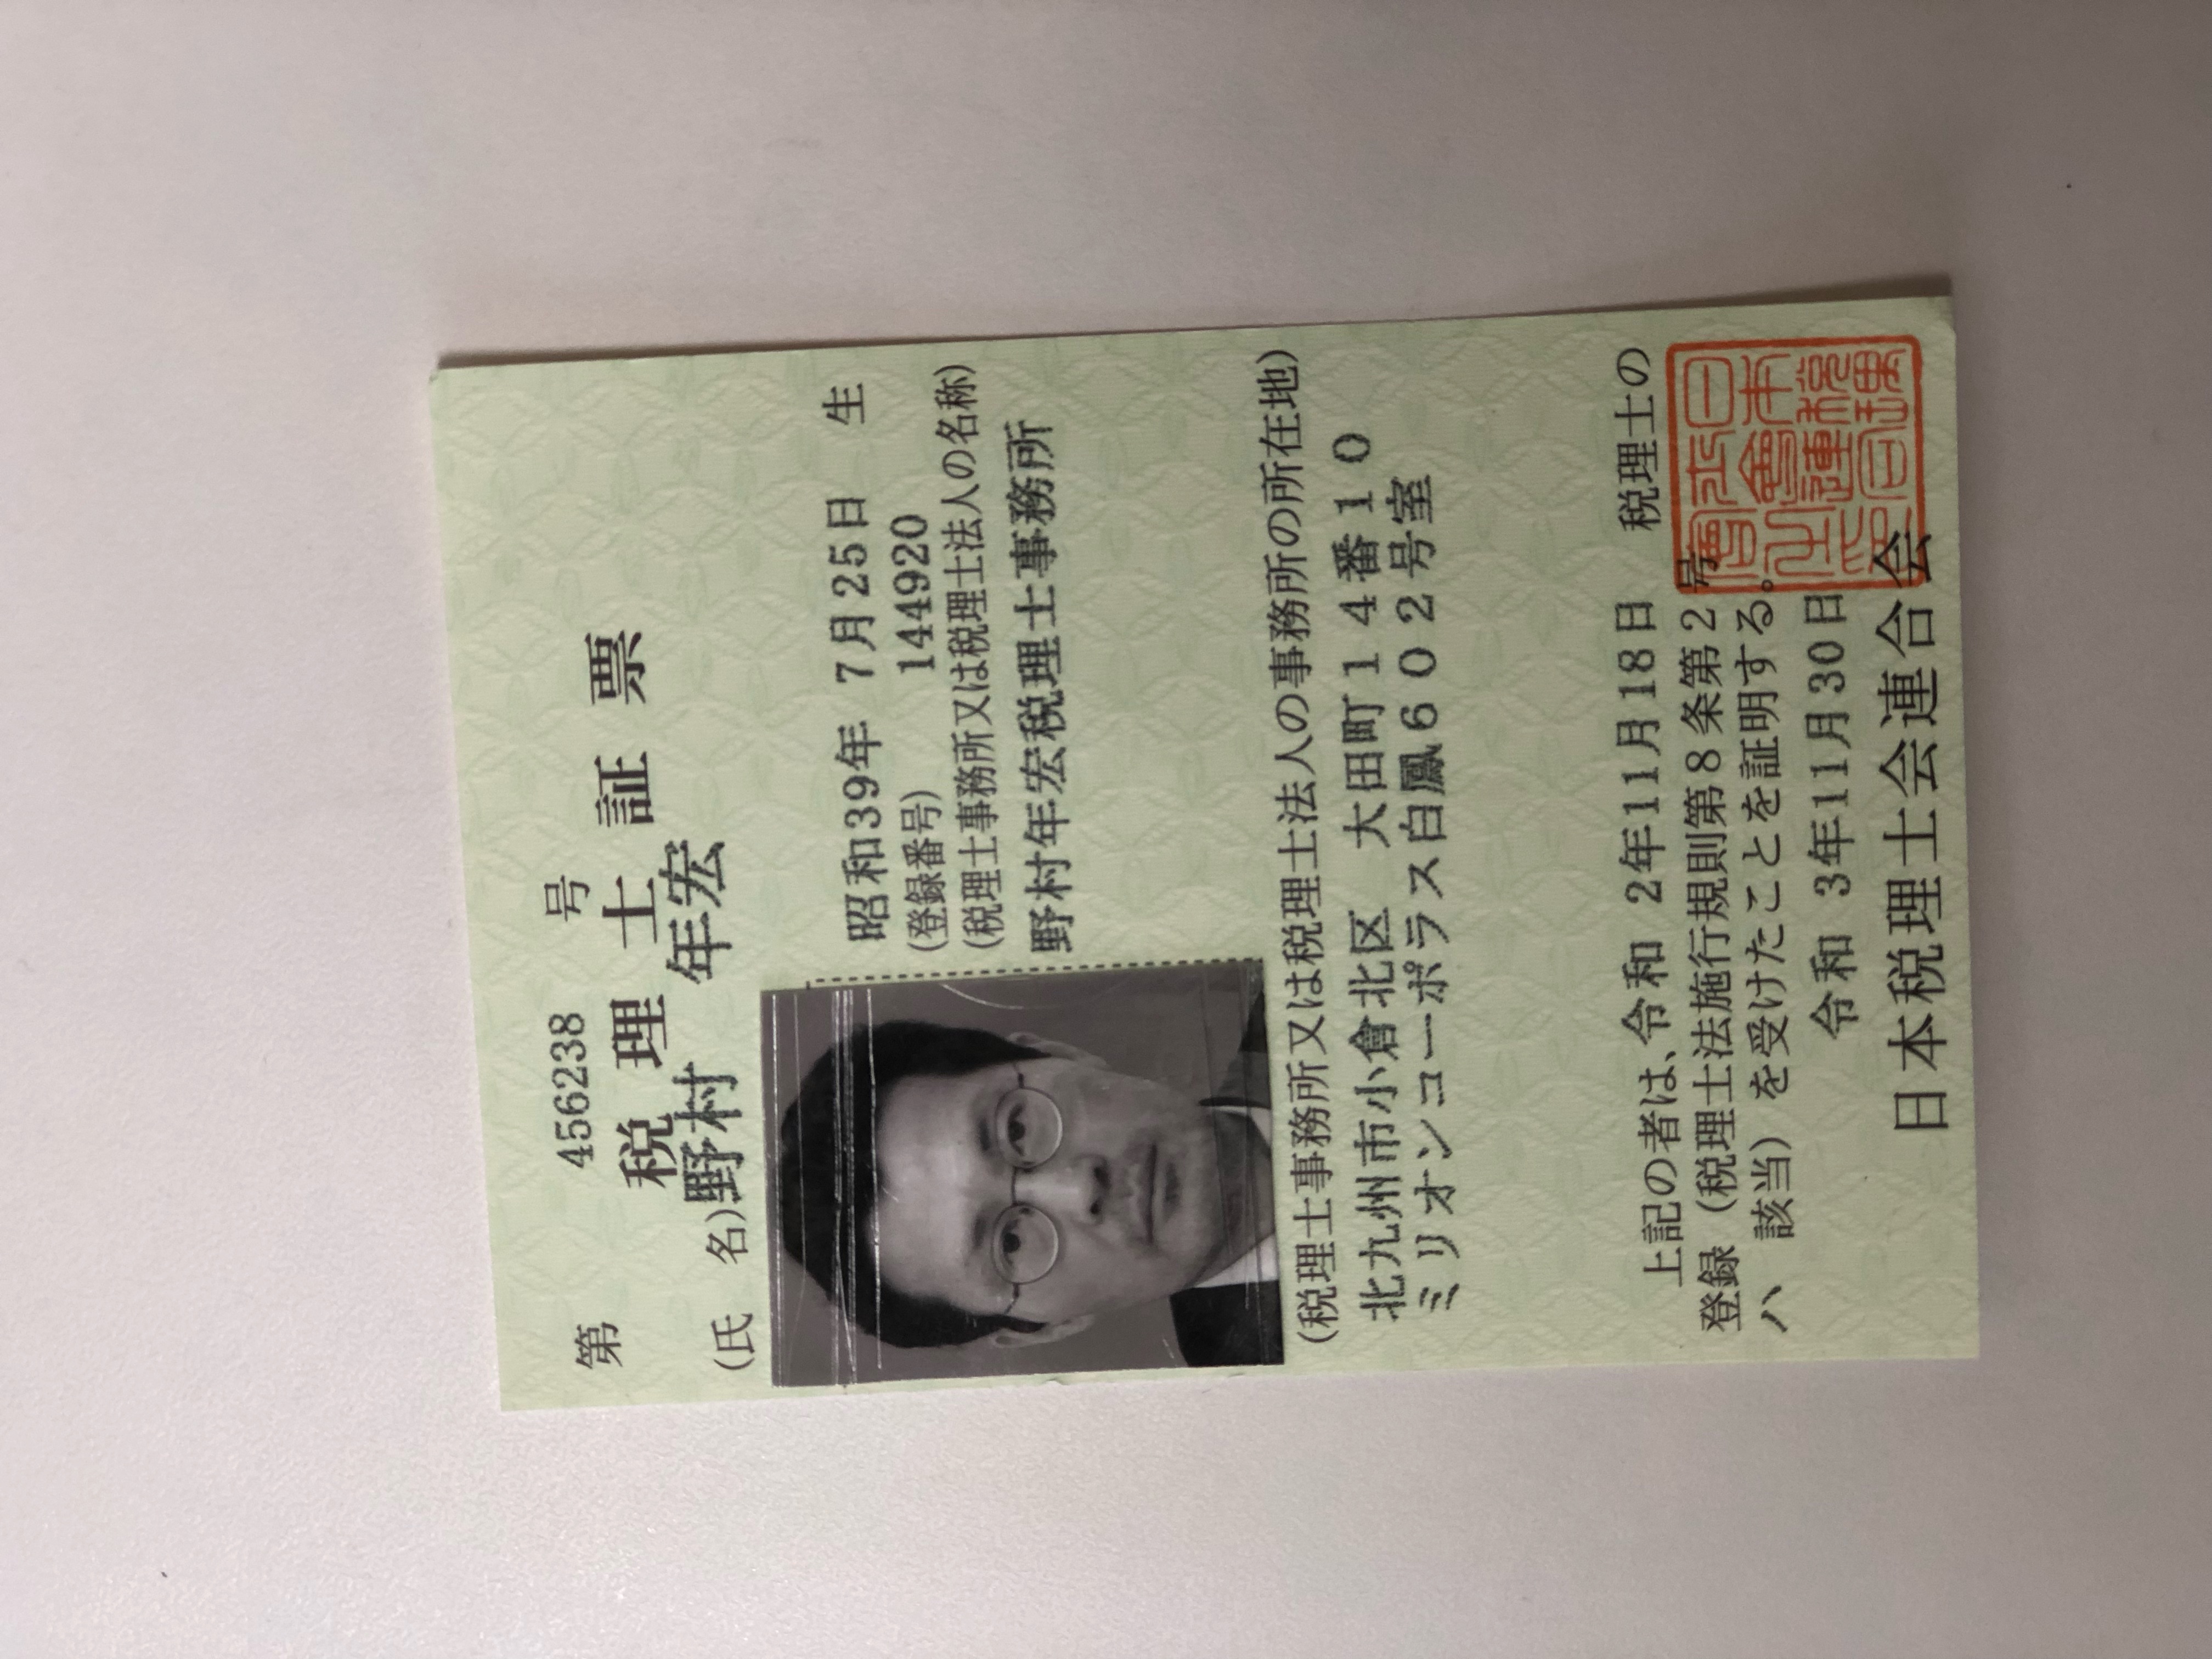 第 456238 号
税理士証票
(氏 名)野村 年宏
昭和39年 7月25日 生
(登録番号) 144920
(税理士事務所又は税理士法人の名称)
野村年宏税理士事務所
(税理士事務所又は税理士法人の事務所の所在地)
北九州市小倉北区 大田町14番10
ミリオンコーポラス白鳳602号室
上記の者は、令和 2年11月18日 税理士の
登録(税理士法施行規則第8条第2号
ハ 該当)を受けたことを証明する。
令和 3年11月30日
日本税理士会連合会